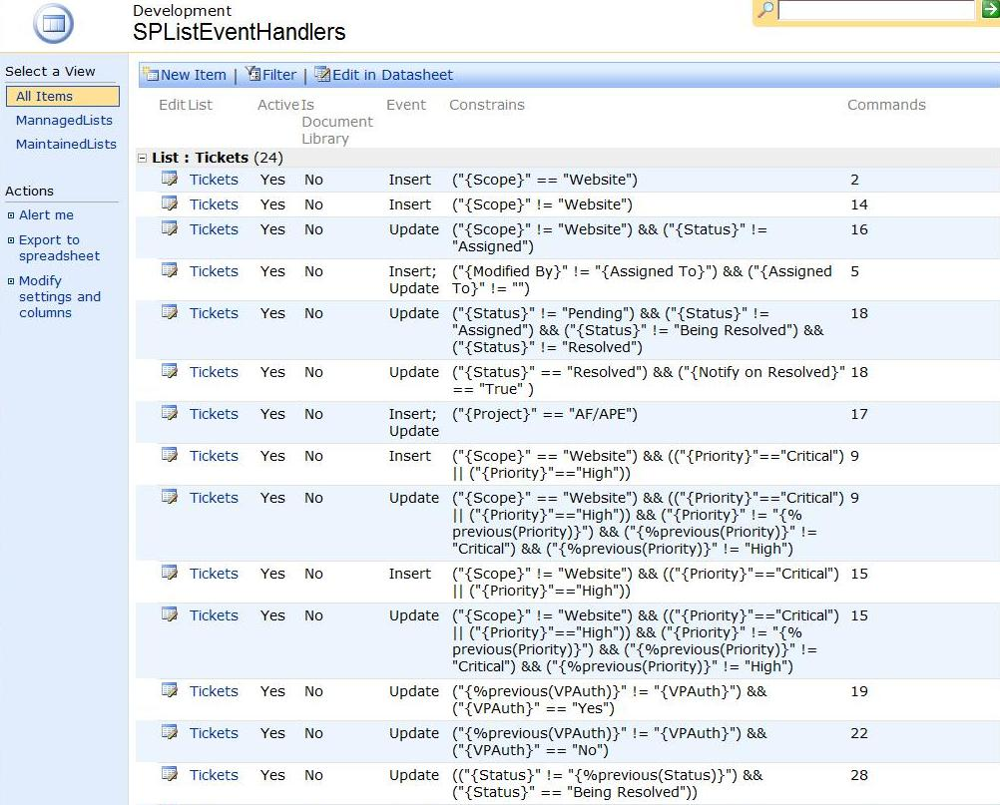 Development
SPListEventHandlers
Select a View
All Items
MannagedLists
MaintainedLists
Actions
Alert me
Export to
spreadsheet
Modify
settings and
columns
New Item | Filter | Edit in Datasheet
Edit List Active Is Event Constrains Commands
Document
Library
List : Tickets (24)
Tickets Yes No Insert ("{Scope}" == "Website") 2
Tickets Yes No Insert ("{Scope}" != "Website") 14
Tickets Yes No Update ("{Scope}" != "Website") && ("{Status}" != 16
"Assigned")
Tickets Yes No Insert; ("{Modified By}" != "{Assigned To}") && ("{Assigned 5
Update To}" != "")
Tickets Yes No Update ("{Status}" != "Pending") && ("{Status}" != 18
"Assigned") && ("{Status}" != "Being Resolved") &&
("{Status}" != "Resolved")
Tickets Yes No Update ("{Status}" == "Resolved") && ("{Notify on Resolved}" 18
== "True" )
Tickets Yes No Insert; ("{Project}" == "AF/APE") 17
Update
Tickets Yes No Insert ("{Scope}" == "Website") && (("{Priority}"=="Critical") 9
|| ("{Priority}"=="High"))
Tickets Yes No Update ("{Scope}" == "Website") && (("{Priority}"=="Critical") 9
|| ("{Priority}"=="High")) && ("{Priority}" != "{%
previous(Priority)}") && ("{%previous(Priority)}" !=
"Critical") && ("{%previous(Priority)}" != "High")
Tickets Yes No Insert ("{Scope}" != "Website") && (("{Priority}"=="Critical") 15
|| ("{Priority}"=="High"))
Tickets Yes No Update ("{Scope}" != "Website") && (("{Priority}"=="Critical") 15
|| ("{Priority}"=="High")) && ("{Priority}" != "{%
previous(Priority)}") && ("{%previous(Priority)}" !=
"Critical") && ("{%previous(Priority)}" != "High")
Tickets Yes No Update ("{%previous(VPAuth)}" != "{VPAuth}") && 19
("{VPAuth}" == "Yes")
Tickets Yes No Update ("{%previous(VPAuth)}" != "{VPAuth}") && 22
("{VPAuth}" == "No")
Tickets Yes No Update (("{Status}" != "{%previous(Status)}") && 28
("{Status}" == "Being Resolved"))